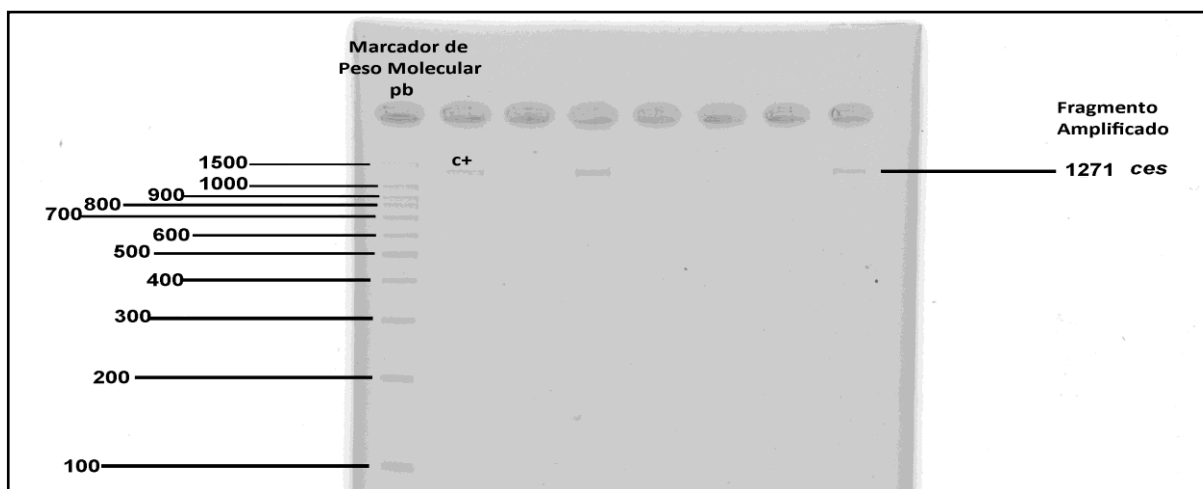 Marcador de
Peso Molecular
pb
1500
1000
900
800
700
600
500
400
300
200
100
c+
Fragmento
Amplificado
1271 ces